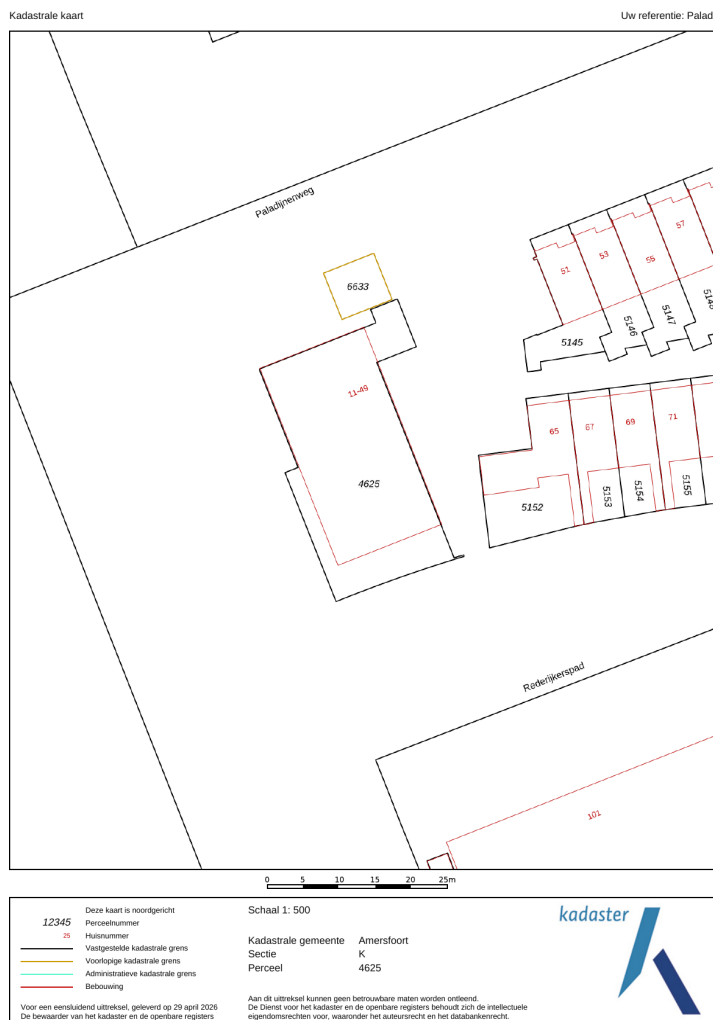 Kadastrale kaart
Uw referentie: Palad
Paladijnenweg
6633
57
53
55
51
5148
5147
5146
5145
11-49
71
69
67
65
4625
5155
5154
5153
5152
Rederijkerspad
101
0 5 10 15 20 25m
Deze kaart is noordgericht
12345 Perceelnummer
25 Huisnummer
Vastgestelde kadastrale grens
Voorlopige kadastrale grens
Administratieve kadastrale grens
Bebouwing
Voor een eensluidend uittreksel, geleverd op 29 april 2026
De bewaarder van het kadaster en de openbare registers
Schaal 1: 500
Kadastrale gemeente Amersfoort
Sectie K
Perceel 4625
Aan dit uittreksel kunnen geen betrouwbare maten worden ontleend.
De Dienst voor het kadaster en de openbare registers behoudt zich de intellectuele
eigendomsrechten voor, waaronder het auteursrecht en het databankenrecht.
kadaster